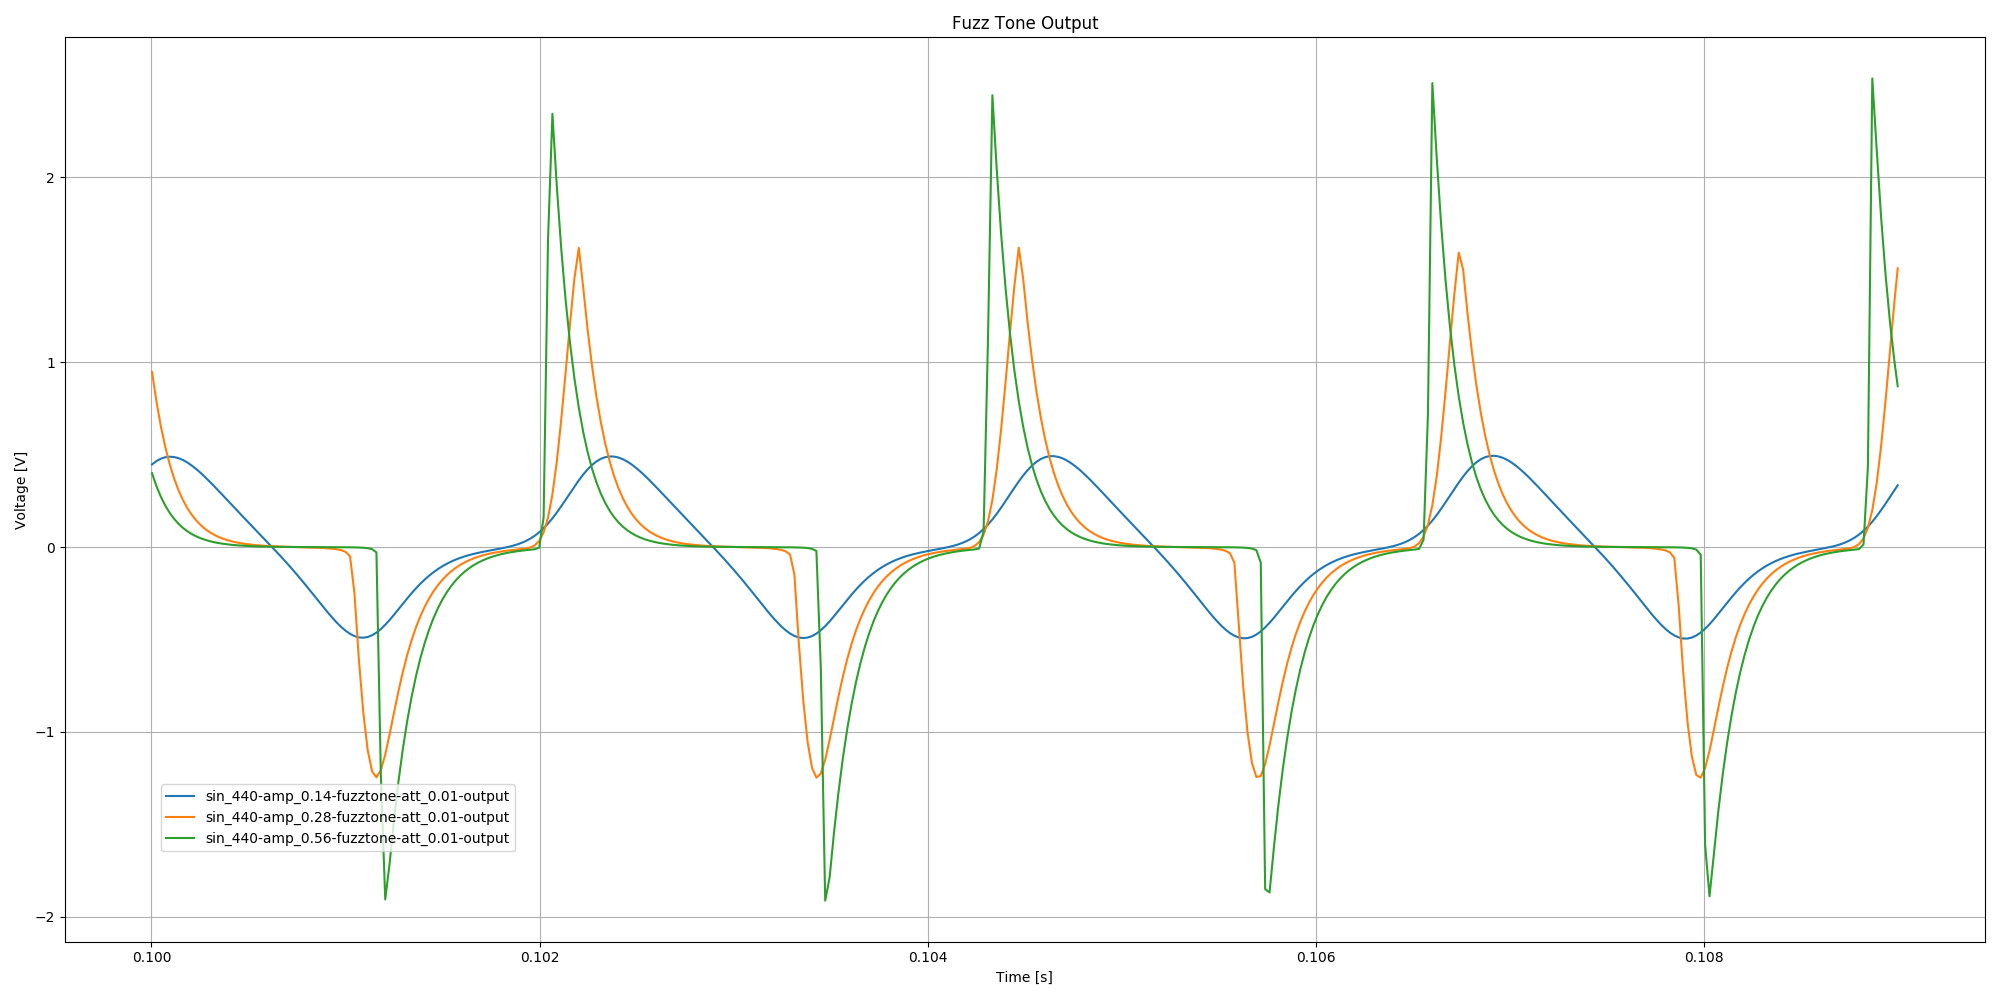 Fuzz Tone Output
Voltage [V]
2
1
0
−1
−2
sin_440-amp_0.14-fuzztone-att_0.01-output
sin_440-amp_0.28-fuzztone-att_0.01-output
sin_440-amp_0.56-fuzztone-att_0.01-output
0.100 0.102 0.104 0.106 0.108
Time [s]